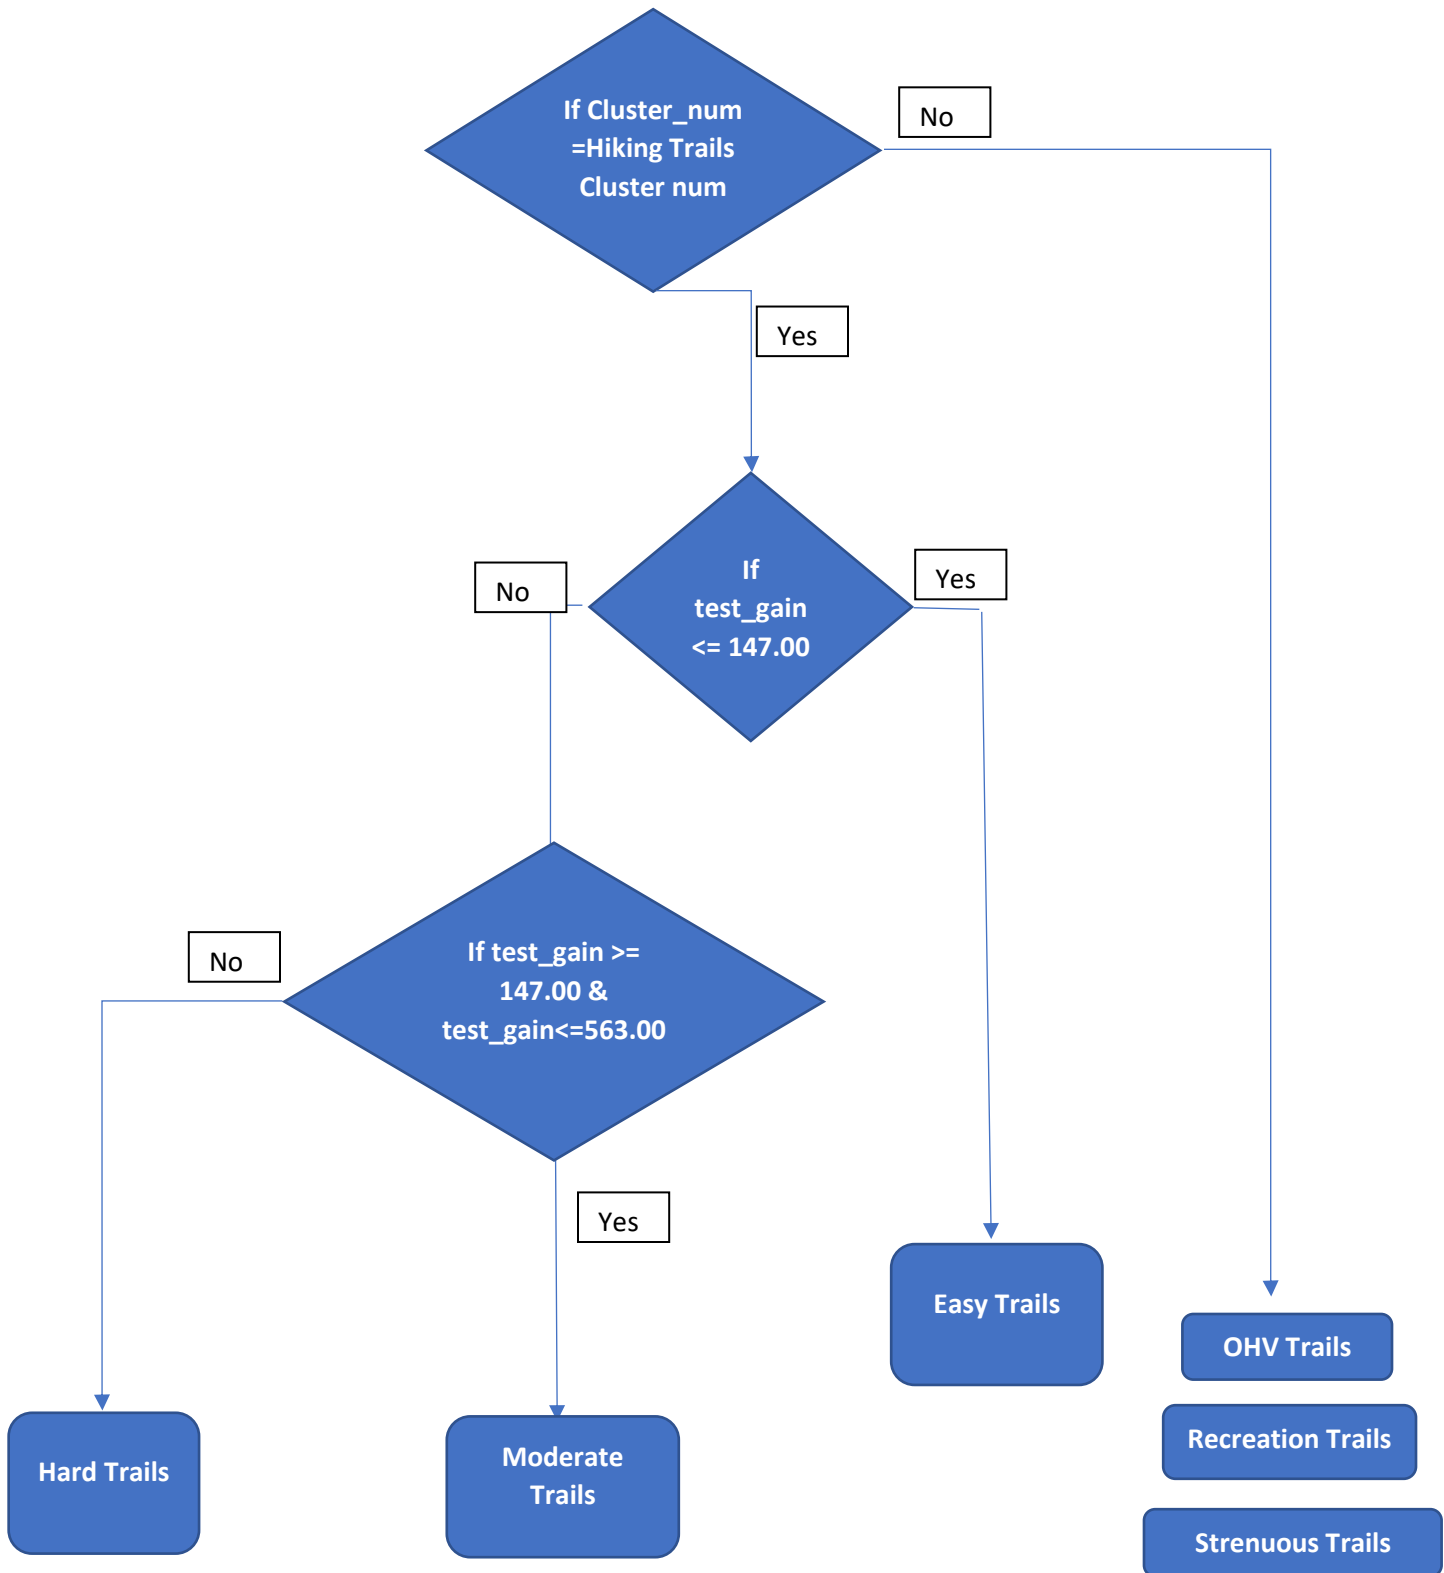 If Cluster_num
=Hiking Trails
Cluster num
No
Yes
If
test_gain
<= 147.00
No
Yes
If test_gain >=
147.00 &
test_gain<=563.00
No
Yes
Easy Trails
OHV Trails
Recreation Trails
Strenuous Trails
Hard Trails
Moderate
Trails